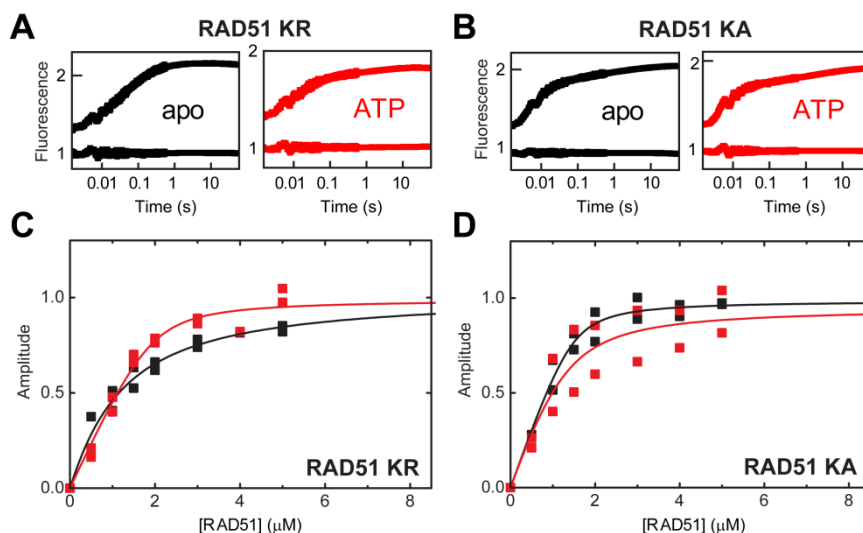 A
RAD51 KR
B
RAD51 KA
Fluorescence
2
1
apo
0.01 0.1 1 10
Time (s)
2
1
ATP
0.01 0.1 1 10
Time (s)
Fluorescence
2
1
apo
0.01 0.1 1 10
Time (s)
2
1
ATP
0.01 0.1 1 10
Time (s)
C
Amplitude
1.0
0.5
0.0
RAD51 KR
0 2 4 6 8
[RAD51] (μM)
D
Amplitude
1.0
0.5
0.0
RAD51 KA
0 2 4 6 8
[RAD51] (μM)